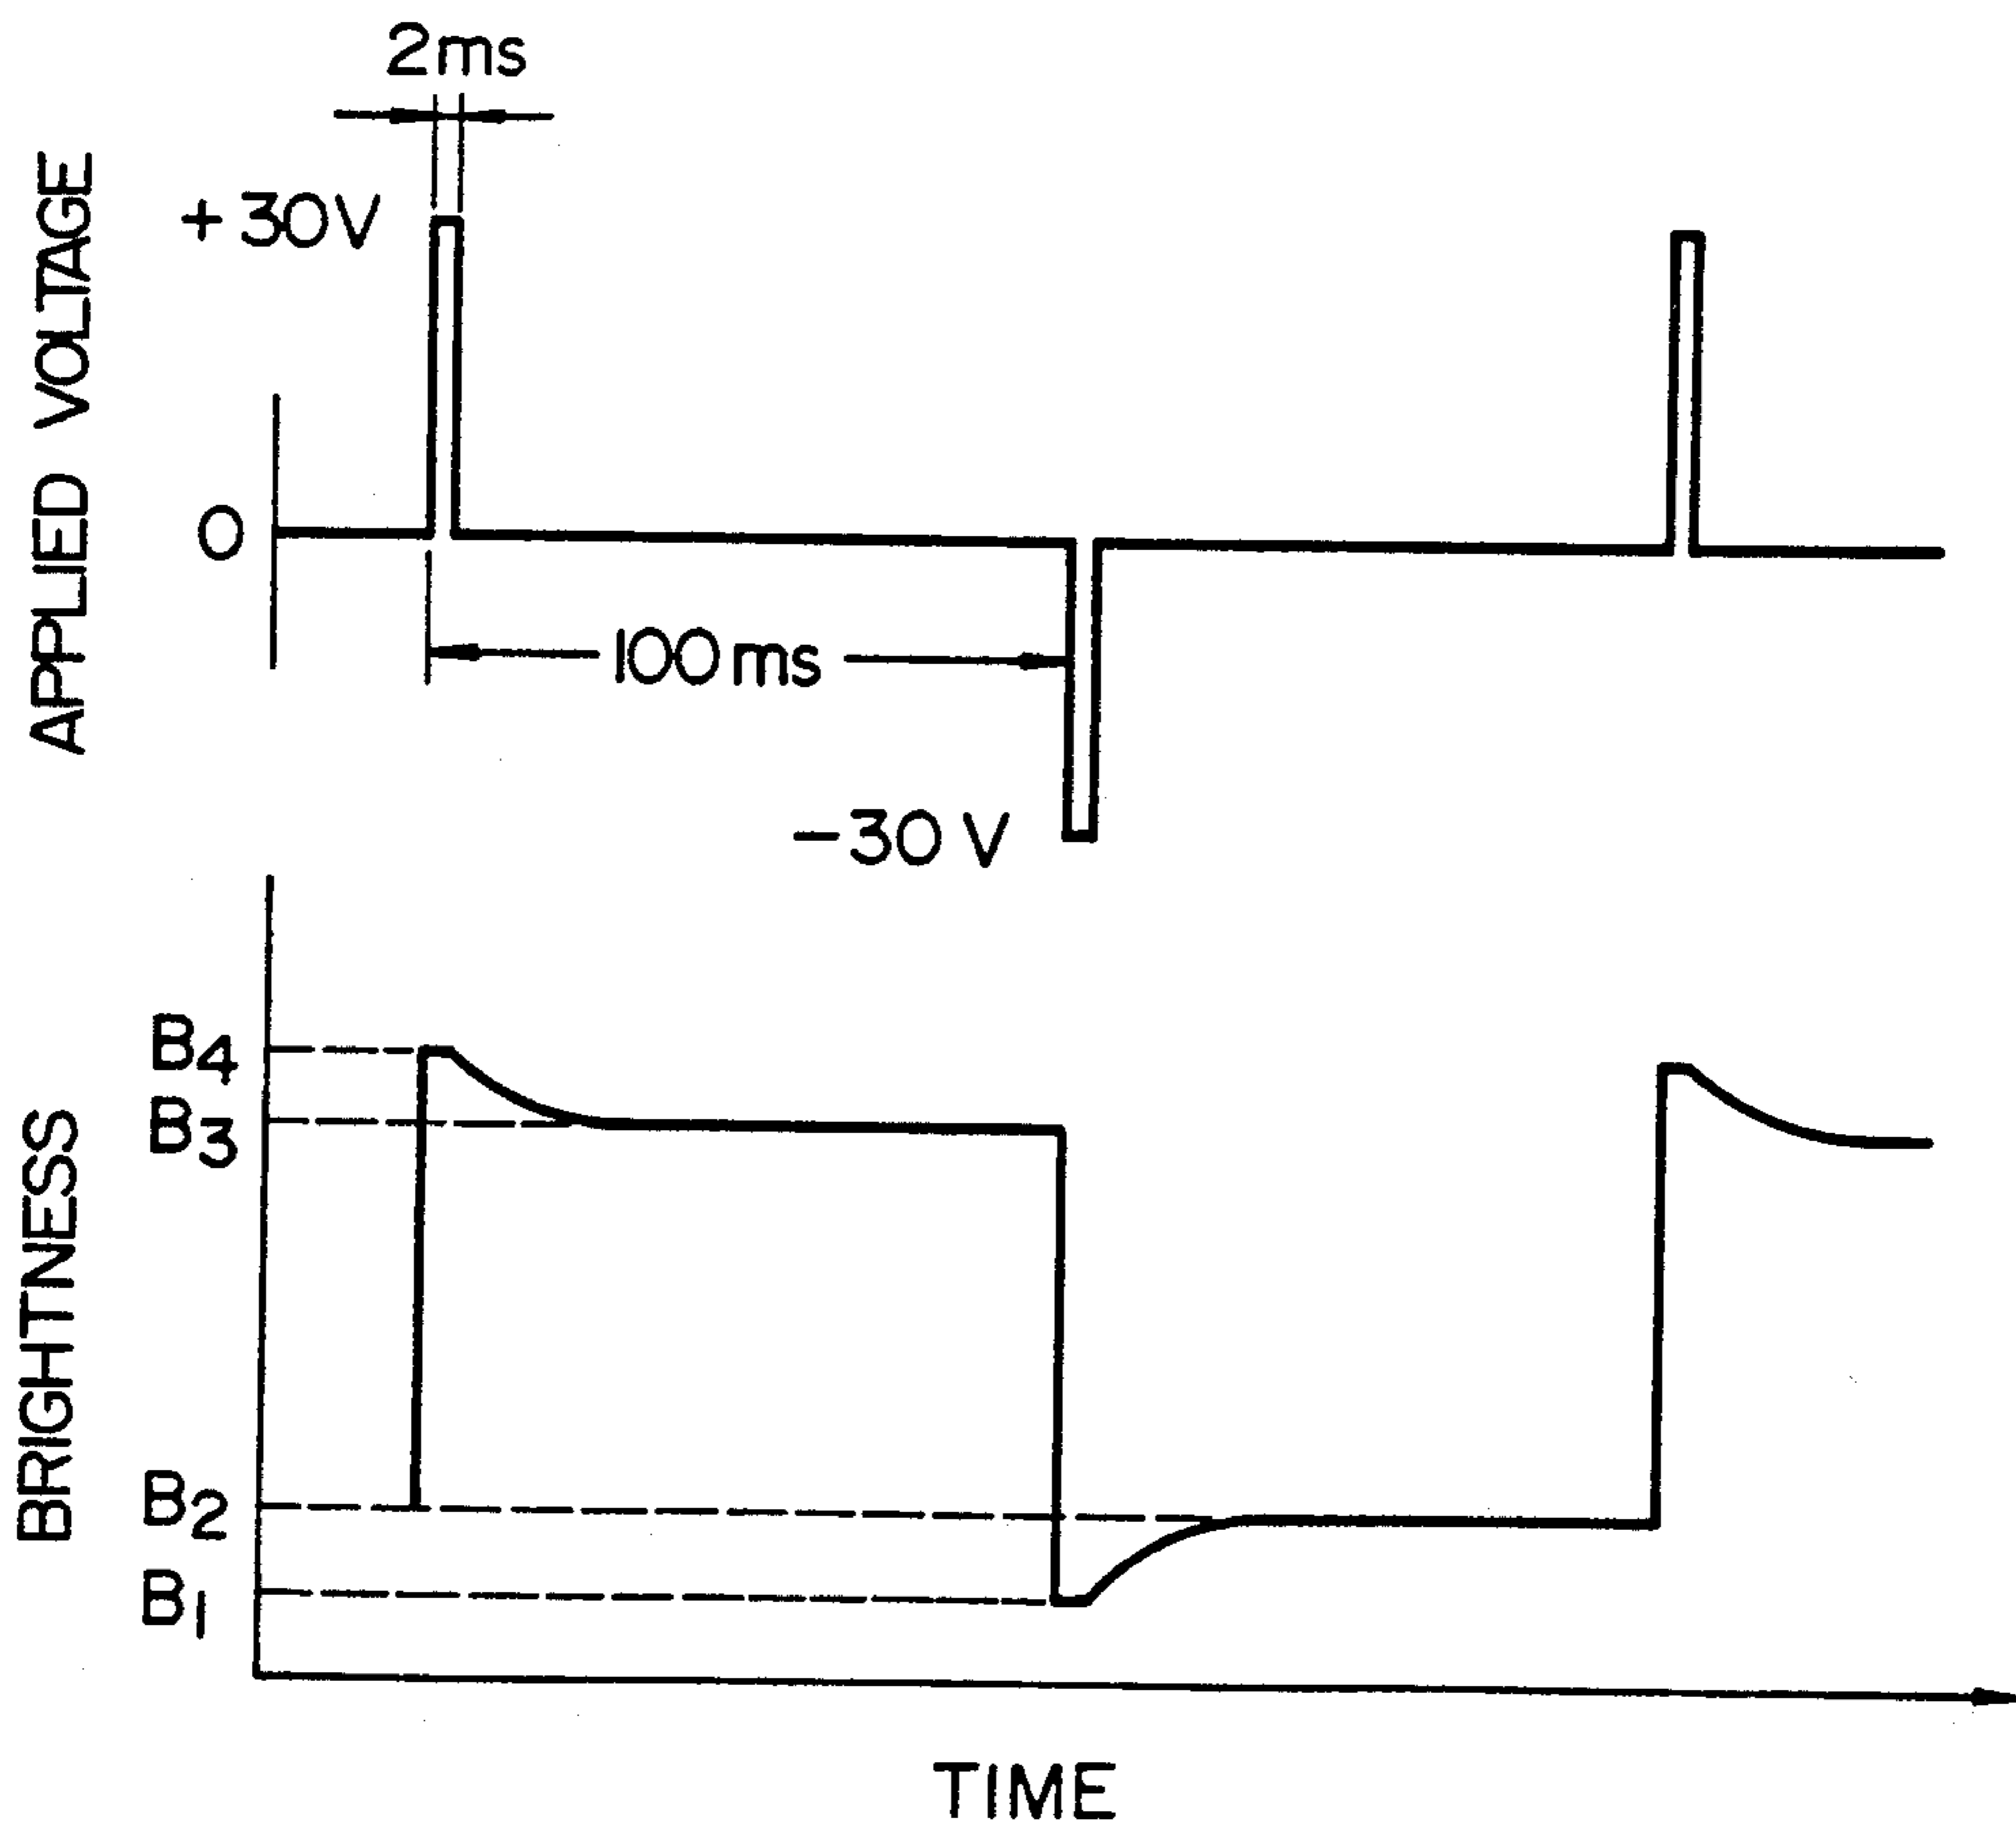 2ms
+30V
APPLIED VOLTAGE
0
100ms
-30V
B4
B3
BRIGHTNESS
B2
B1
TIME